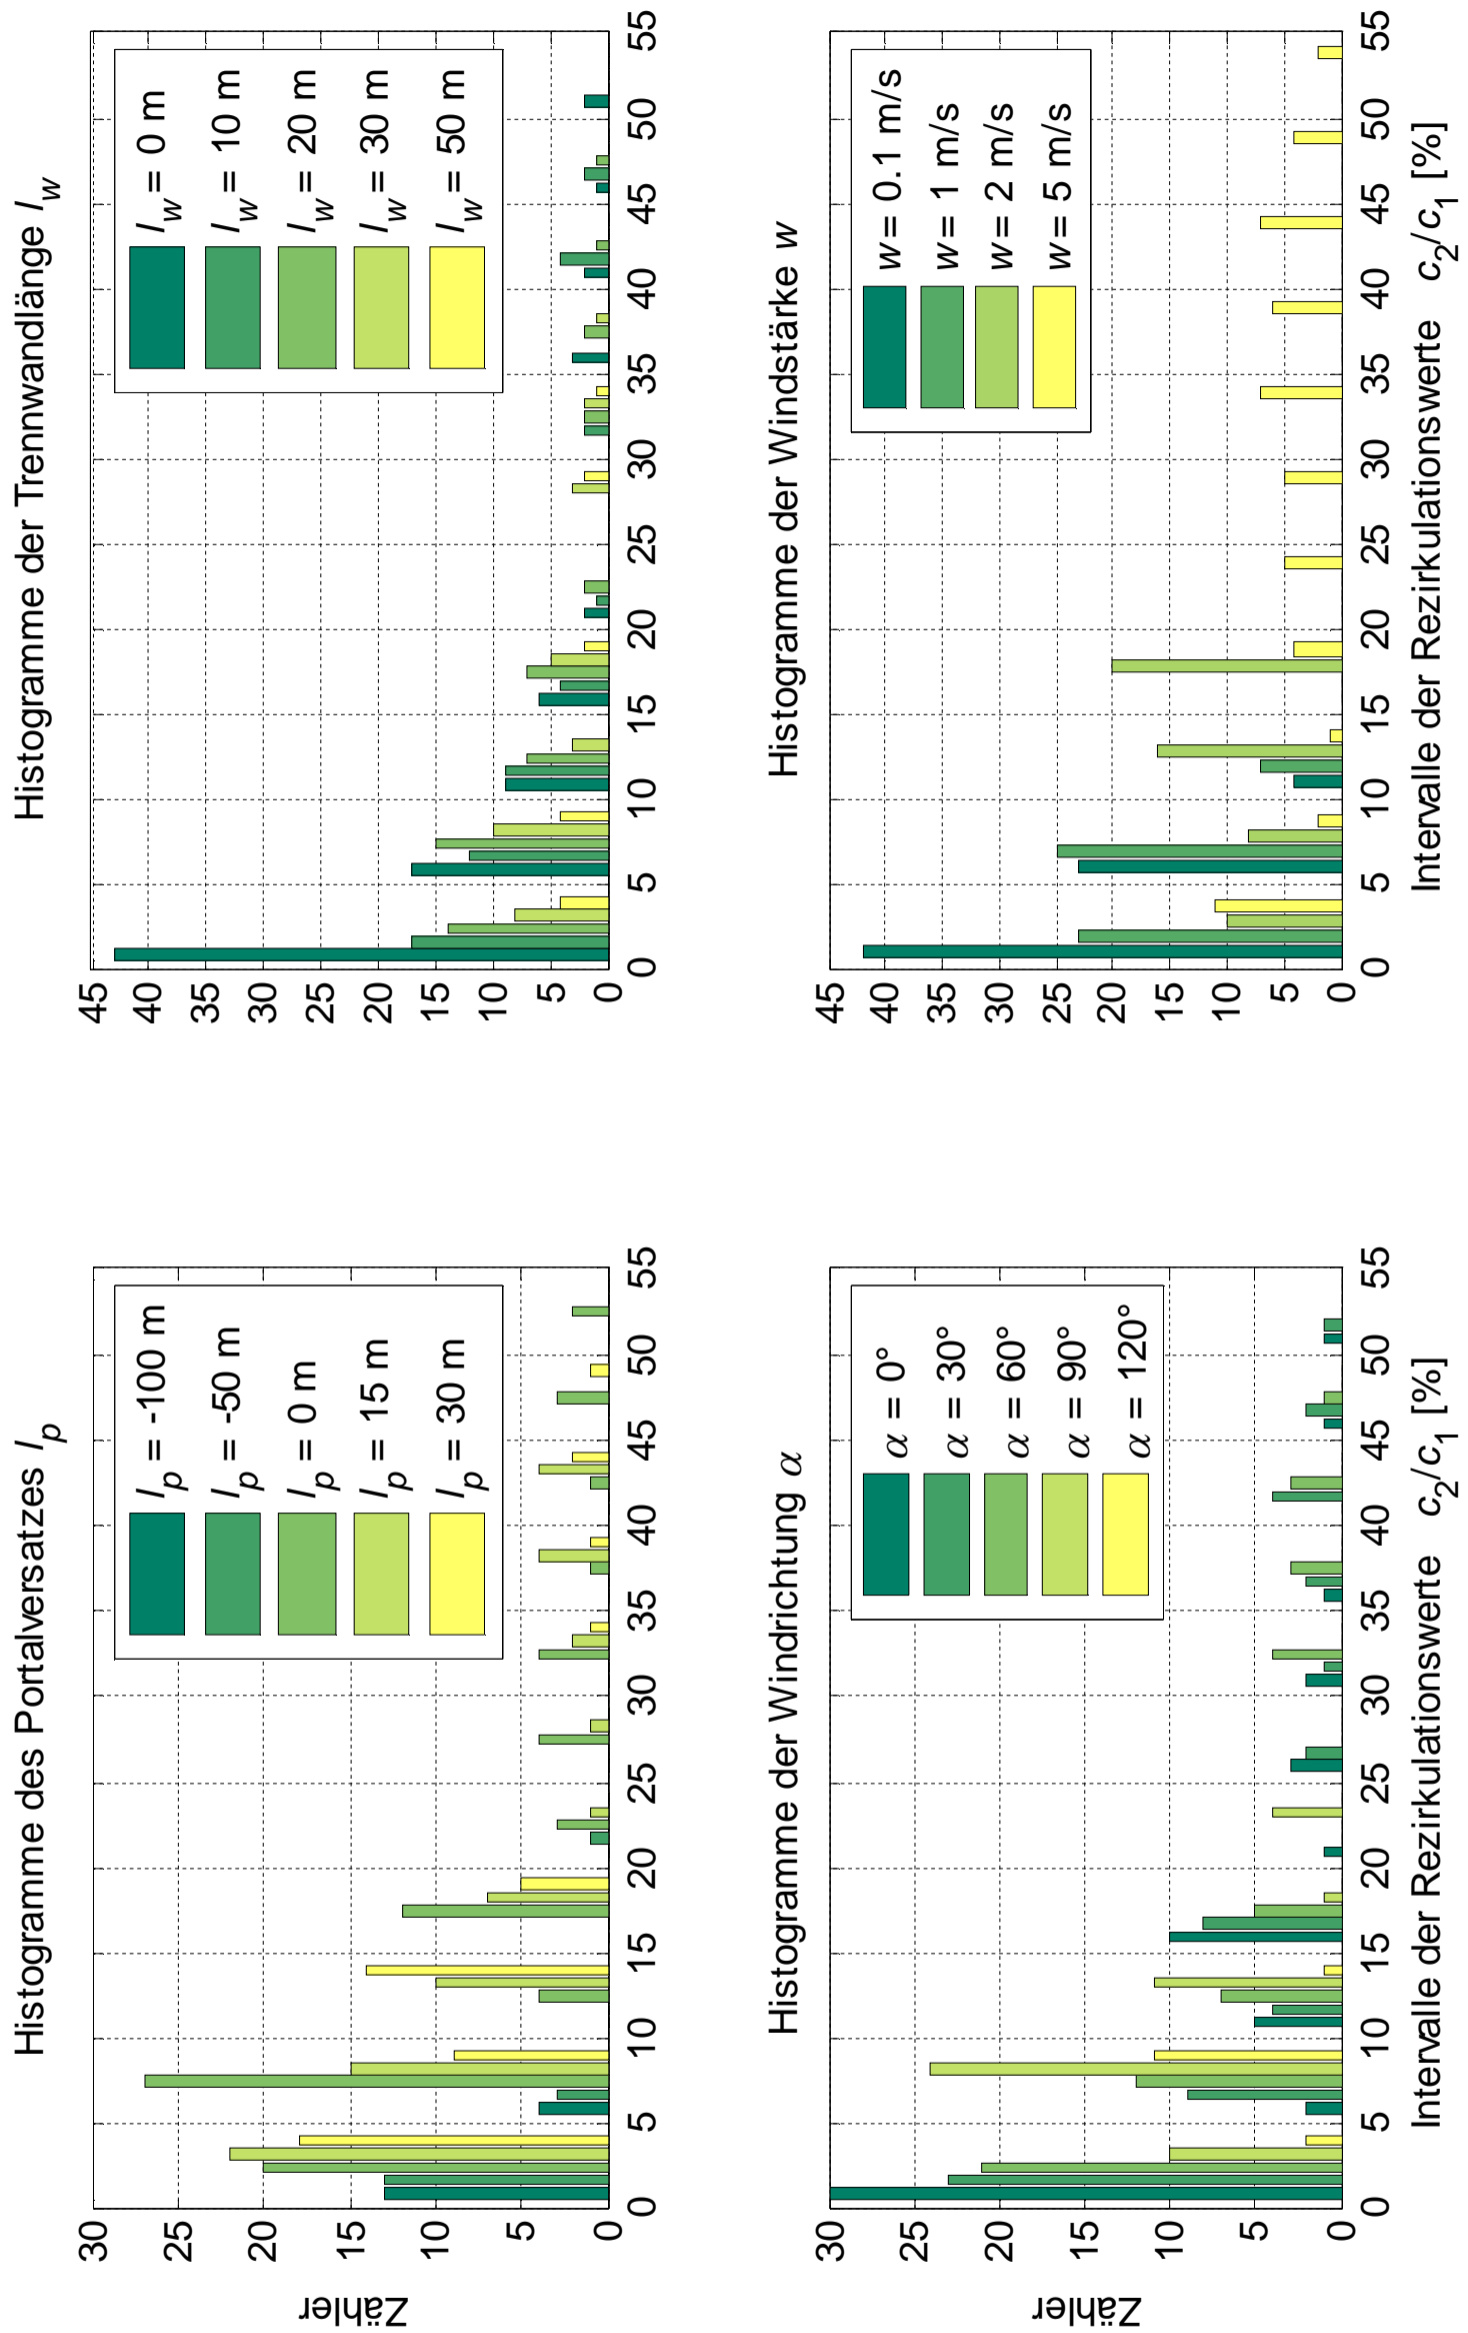 Histogramme des Portalversatzes l_p
Zähler
30
25
20
15
10
5
0
0 5 10 15 20 25 30 35 40 45 50 55
l_p = -100 m
l_p = -50 m
l_p = 0 m
l_p = 15 m
l_p = 30 m
Histogramme der Trennwandlänge l_w
45
40
35
30
25
20
15
10
5
0
0 5 10 15 20 25 30 35 40 45 50 55
l_w = 0 m
l_w = 10 m
l_w = 20 m
l_w = 30 m
l_w = 50 m
Histogramme der Windrichtung α
Zähler
30
25
20
15
10
5
0
0 5 10 15 20 25 30 35 40 45 50 55
Intervalle der Rezirkulationswerte c_2/c_1 [%]
α = 0°
α = 30°
α = 60°
α = 90°
α = 120°
Histogramme der Windstärke w
45
40
35
30
25
20
15
10
5
0
0 5 10 15 20 25 30 35 40 45 50 55
Intervalle der Rezirkulationswerte c_2/c_1 [%]
w = 0.1 m/s
w = 1 m/s
w = 2 m/s
w = 5 m/s